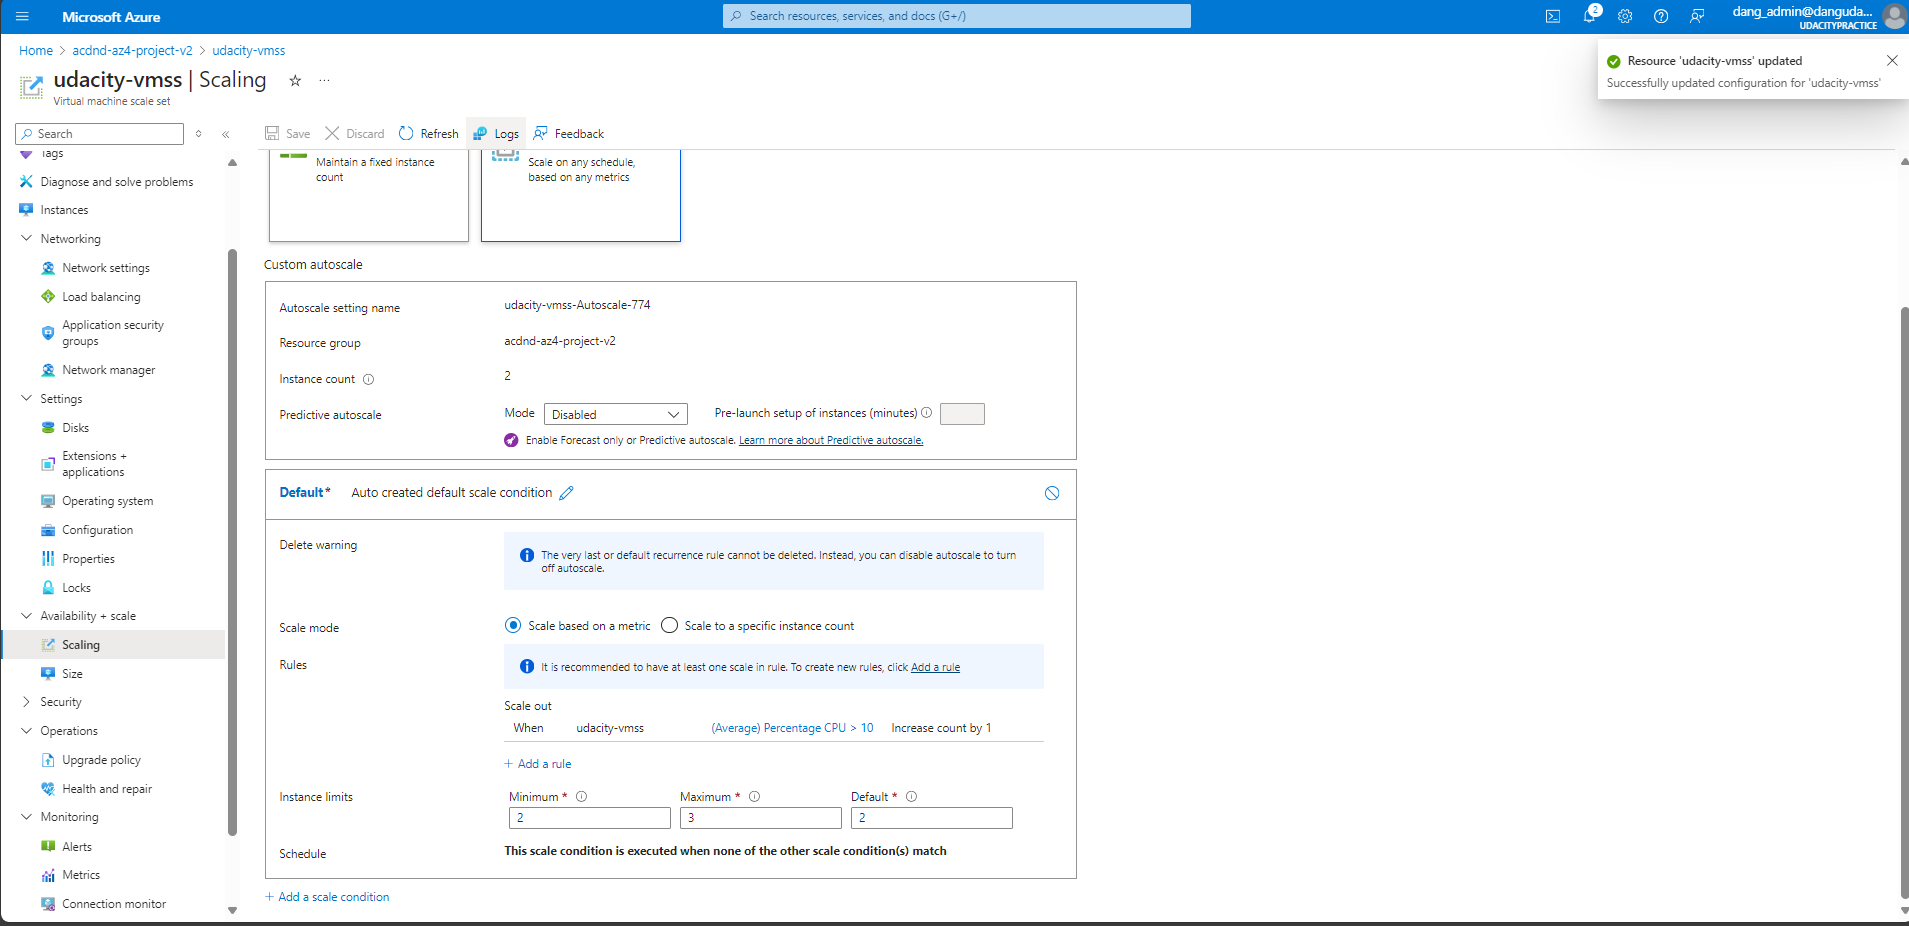 Microsoft Azure
Search resources, services, and docs (G+/)
2
dang_admin@danguda...
UDACITYPRACTICE
Home > acdnd-az4-project-v2 > udacity-vmss
Resource 'udacity-vmss' updated
Successfully updated configuration for 'udacity-vmss'
udacity-vmss | Scaling
Virtual machine scale set
Search
Save
Discard
Refresh
Logs
Feedback
Tags
Diagnose and solve problems
Instances
Networking
Network settings
Load balancing
Application security
groups
Network manager
Settings
Disks
Extensions +
applications
Operating system
Configuration
Properties
Locks
Availability + scale
Scaling
Size
Security
Operations
Upgrade policy
Health and repair
Monitoring
Alerts
Metrics
Connection monitor
Maintain a fixed instance
count
Scale on any schedule,
based on any metrics
Custom autoscale
Autoscale setting name
udacity-vmss-Autoscale-774
Resource group
acdnd-az4-project-v2
Instance count
2
Predictive autoscale
Mode
Disabled
Pre-launch setup of instances (minutes)
Enable Forecast only or Predictive autoscale. Learn more about Predictive autoscale.
Default* Auto created default scale condition
Delete warning
The very last or default recurrence rule cannot be deleted. Instead, you can disable autoscale to turn
off autoscale.
Scale mode
Scale based on a metric
Scale to a specific instance count
Rules
It is recommended to have at least one scale in rule. To create new rules, click Add a rule
Scale out
When udacity-vmss (Average) Percentage CPU > 10 Increase count by 1
+ Add a rule
Instance limits
Minimum *
Maximum *
Default *
2
3
2
Schedule
This scale condition is executed when none of the other scale condition(s) match
+ Add a scale condition